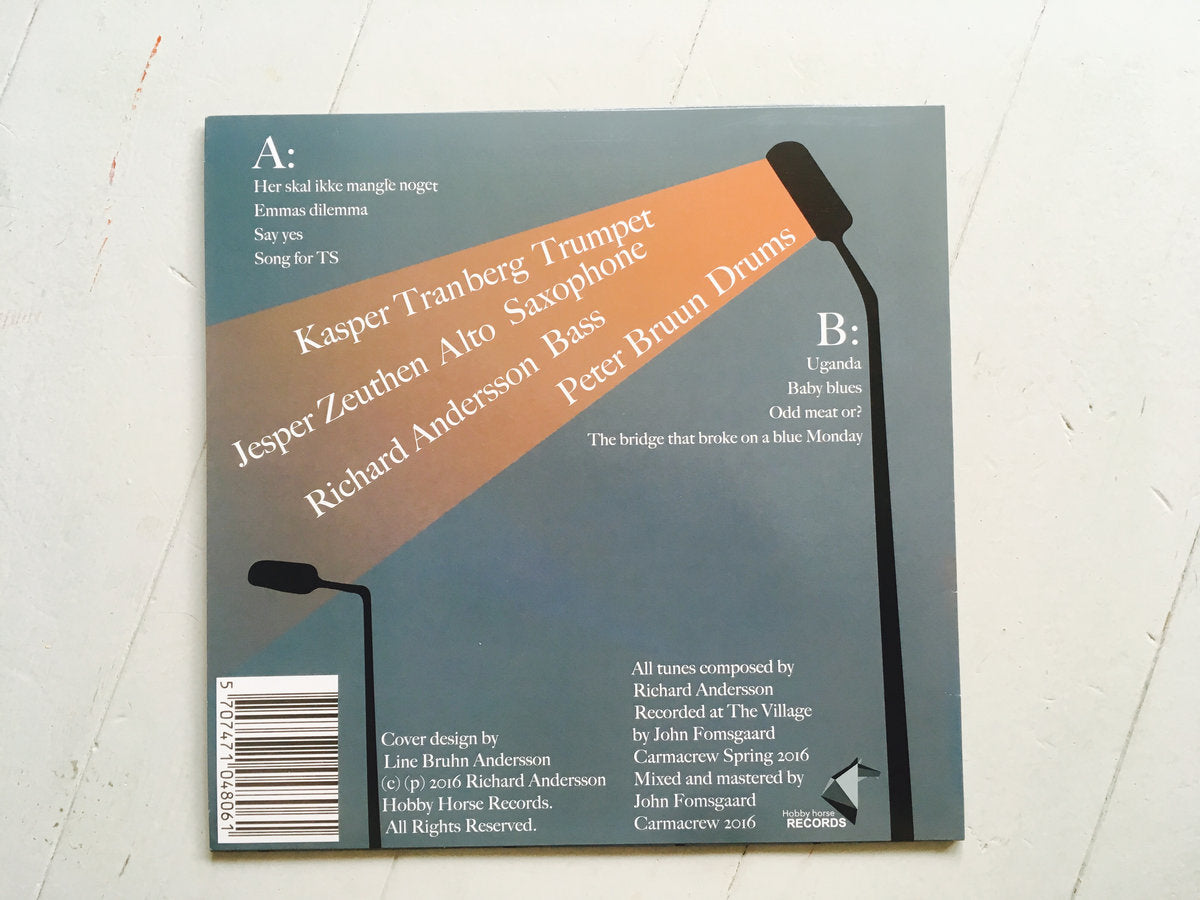 A:
Her skal ikke mangle noget
Emmas dilemma
Say yes
Song for TS
Kasper Tranberg Trumpet
Jesper Zeuthen Alto Saxophone
Richard Andersson Bass
Peter Bruun Drums
B:
Uganda
Baby blues
Odd meat or?
The bridge that broke on a blue Monday
5 707471 048061
Cover design by
Line Bruhn Andersson
(c) (p) 2016 Richard Andersson
Hobby Horse Records.
All Rights Reserved.
All tunes composed by
Richard Andersson
Recorded at The Village
by John Fomsgaard
Carmacrew Spring 2016
Mixed and mastered by
John Fomsgaard
Carmacrew 2016
Hobby horse
RECORDS